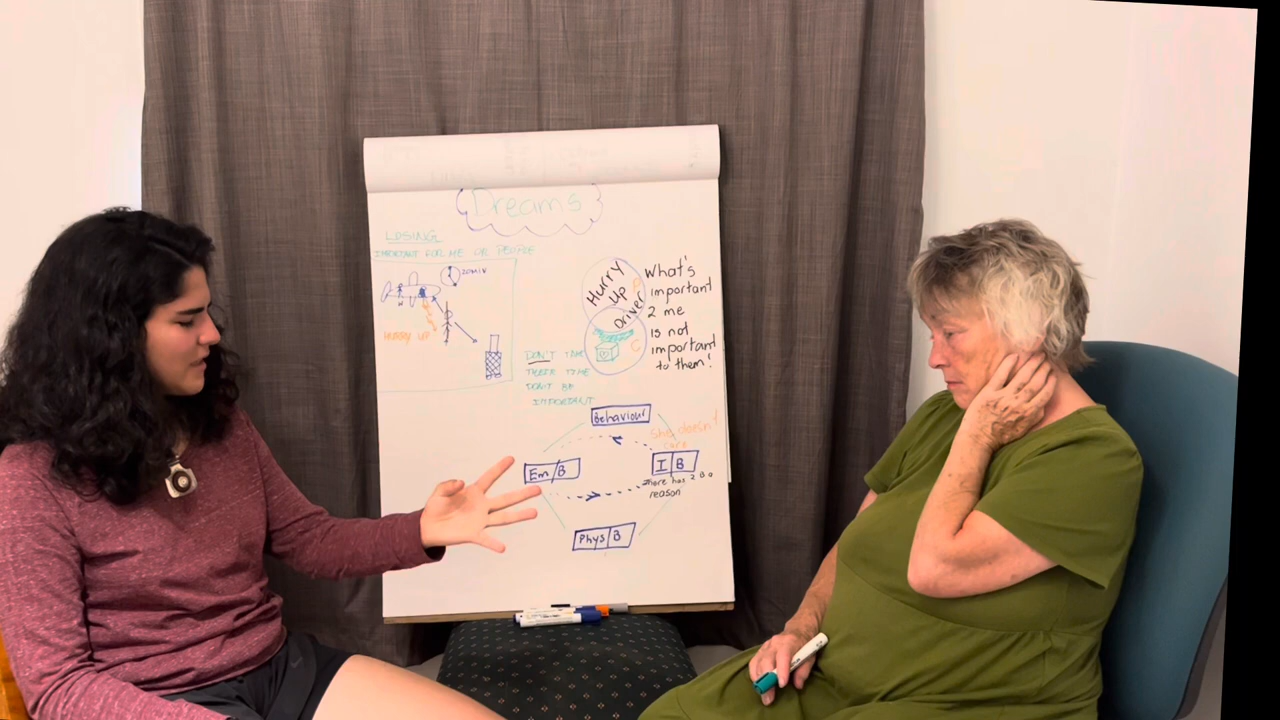 Dreams
LOSING
IMPORTANT FOR ME OR PEOPLE
20MIN
HURRY UP
Hurry
Up
Driver
P
C
What's
important
2 me
is not
important
to them!
DON'T TAKE
THEIR TIME
DON'T BE
IMPORTANT
Behaviour
She doesn't
care
Em/B
I B
There has 2 B a
reason
Phys B